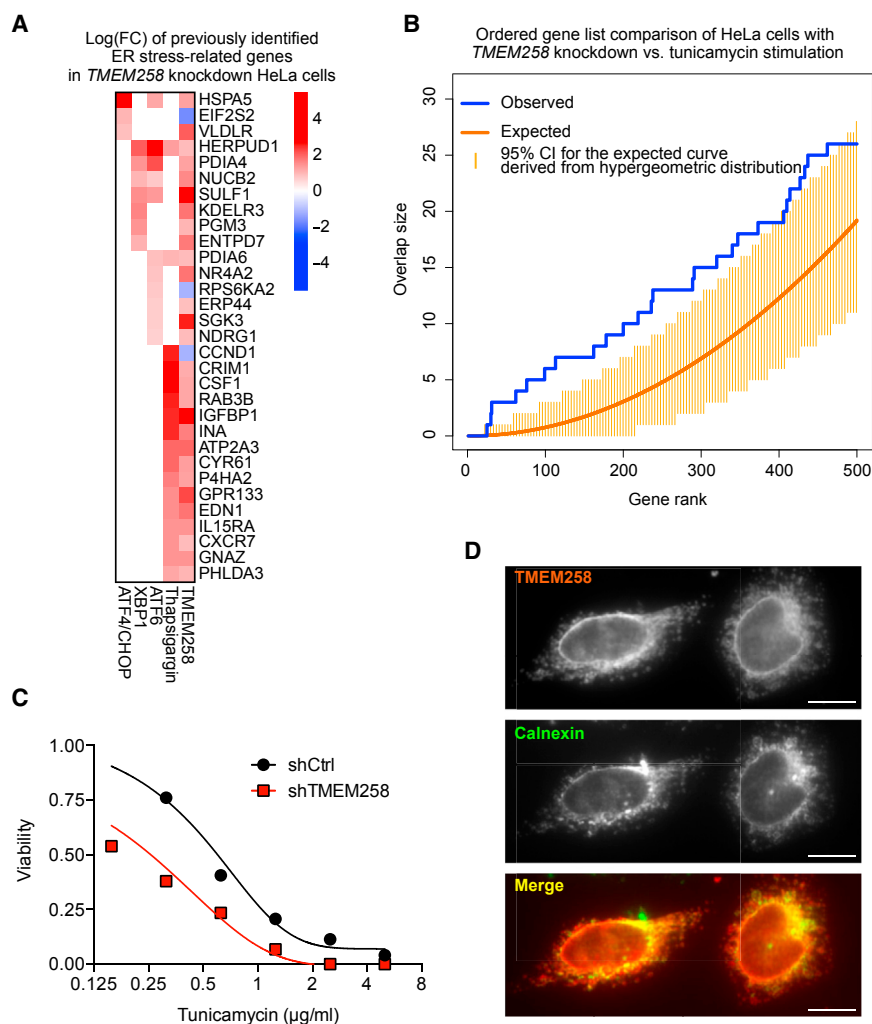 A
Log(FC) of previously identified
ER stress-related genes
in TMEM258 knockdown HeLa cells
HSPA5
EIF2S2
VLDLR
HERPUD1
PDIA4
NUCB2
SULF1
KDELR3
PGM3
ENTPD7
PDIA6
NR4A2
RPS6KA2
ERP44
SGK3
NDRG1
CCND1
CRIM1
CSF1
RAB3B
IGFBP1
INA
ATP2A3
CYR61
P4HA2
GPR133
EDN1
IL15RA
CXCR7
GNAZ
PHLDA3
4
2
0
−2
−4
ATF4/CHOP
XBP1
ATF6
Thapsigargin
TMEM258
B
Ordered gene list comparison of HeLa cells with
TMEM258 knockdown vs. tunicamycin stimulation
Observed
Expected
95% CI for the expected curve
derived from hypergeometric distribution
Overlap size
30
25
20
15
10
5
0
0 100 200 300 400 500
Gene rank
C
shCtrl
shTMEM258
Viability
1.00
0.75
0.50
0.25
0.00
0.125 0.25 0.5 1 2 4 8
Tunicamycin (µg/ml)
D
TMEM258
Calnexin
Merge